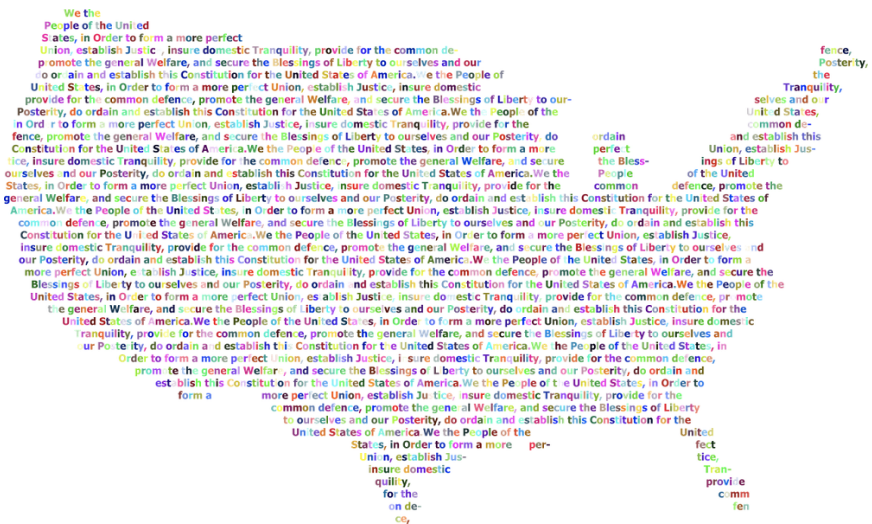 We the
People of the United
States, in Order to form a more perfect
Union, establish Justic , insure domestic Tranquility, provide for the common de- fence,
promote the general Welfare, and secure the Blessings of Liberty to ourselves and our Posterity,
do ordain and establish this Constitution for the United States of America.We the People of the
United States, in Order to form a more perfect Union, establish Justice, insure domestic Tranquility,
provide for the common defence, promote the general Welfare, and secure the Blessings of Liberty to our- selves and our
Posterity, do ordain and establish this Constitution for the United States of America.We the People of the United States,
in Order to form a more perfect Union, establish Justice, insure domestic Tranquility, provide for the common de-
fence, promote the general Welfare, and secure the Blessings of Liberty to ourselves and our Posterity, do ordain and establish this
Constitution for the United States of America.We the People of the United States, in Order to form a more perfect Union, establish Jus-
tice, insure domestic Tranquility, provide for the common defence, promote the general Welfare, and secure the Bless- ings of Liberty to
ourselves and our Posterity, do ordain and establish this Constitution for the United States of America.We the People of the United
States, in Order to form a more perfect Union, establish Justice, insure domestic Tranquility, provide for the common defence, promote the
general Welfare, and secure the Blessings of Liberty to ourselves and our Posterity, do ordain and establish this Constitution for the United States of
America.We the People of the United States, in Order to form a more perfect Union, establish Justice, insure domestic Tranquility, provide for the
common defence, promote the general Welfare, and secure the Blessings of Liberty to ourselves and our Posterity, do ordain and establish this
Constitution for the United States of America.We the People of the United States, in Order to form a more perfect Union, establish Justice,
insure domestic Tranquility, provide for the common defence, promote the general Welfare, and secure the Blessings of Liberty to ourselves and
our Posterity, do ordain and establish this Constitution for the United States of America.We the People of the United States, in Order to form a
more perfect Union, establish Justice, insure domestic Tranquility, provide for the common defence, promote the general Welfare, and secure the
Blessings of Liberty to ourselves and our Posterity, do ordain and establish this Constitution for the United States of America.We the People of the
United States, in Order to form a more perfect Union, establish Justice, insure domestic Tranquility, provide for the common defence, promote
the general Welfare, and secure the Blessings of Liberty to ourselves and our Posterity, do ordain and establish this Constitution for the
United States of America.We the People of the United States, in Order to form a more perfect Union, establish Justice, insure domestic
Tranquility, provide for the common defence, promote the general Welfare, and secure the Blessings of Liberty to ourselves and
our Posterity, do ordain and establish this Constitution for the United States of America.We the People of the United States, in
Order to form a more perfect Union, establish Justice, insure domestic Tranquility, provide for the common defence,
promote the general Welfare, and secure the Blessings of Liberty to ourselves and our Posterity, do ordain and
establish this Constitution for the United States of America.We the People of the United States, in Order to
form a more perfect Union, establish Justice, insure domestic Tranquility, provide for the
common defence, promote the general Welfare, and secure the Blessings of Liberty
to ourselves and our Posterity, do ordain and establish this Constitution for the
United States of America We the People of the United
States, in Order to form a more per- fect
Union, establish Jus- tice,
insure domestic Tran-
quility, provide
for the comm
on de- fen
ce,